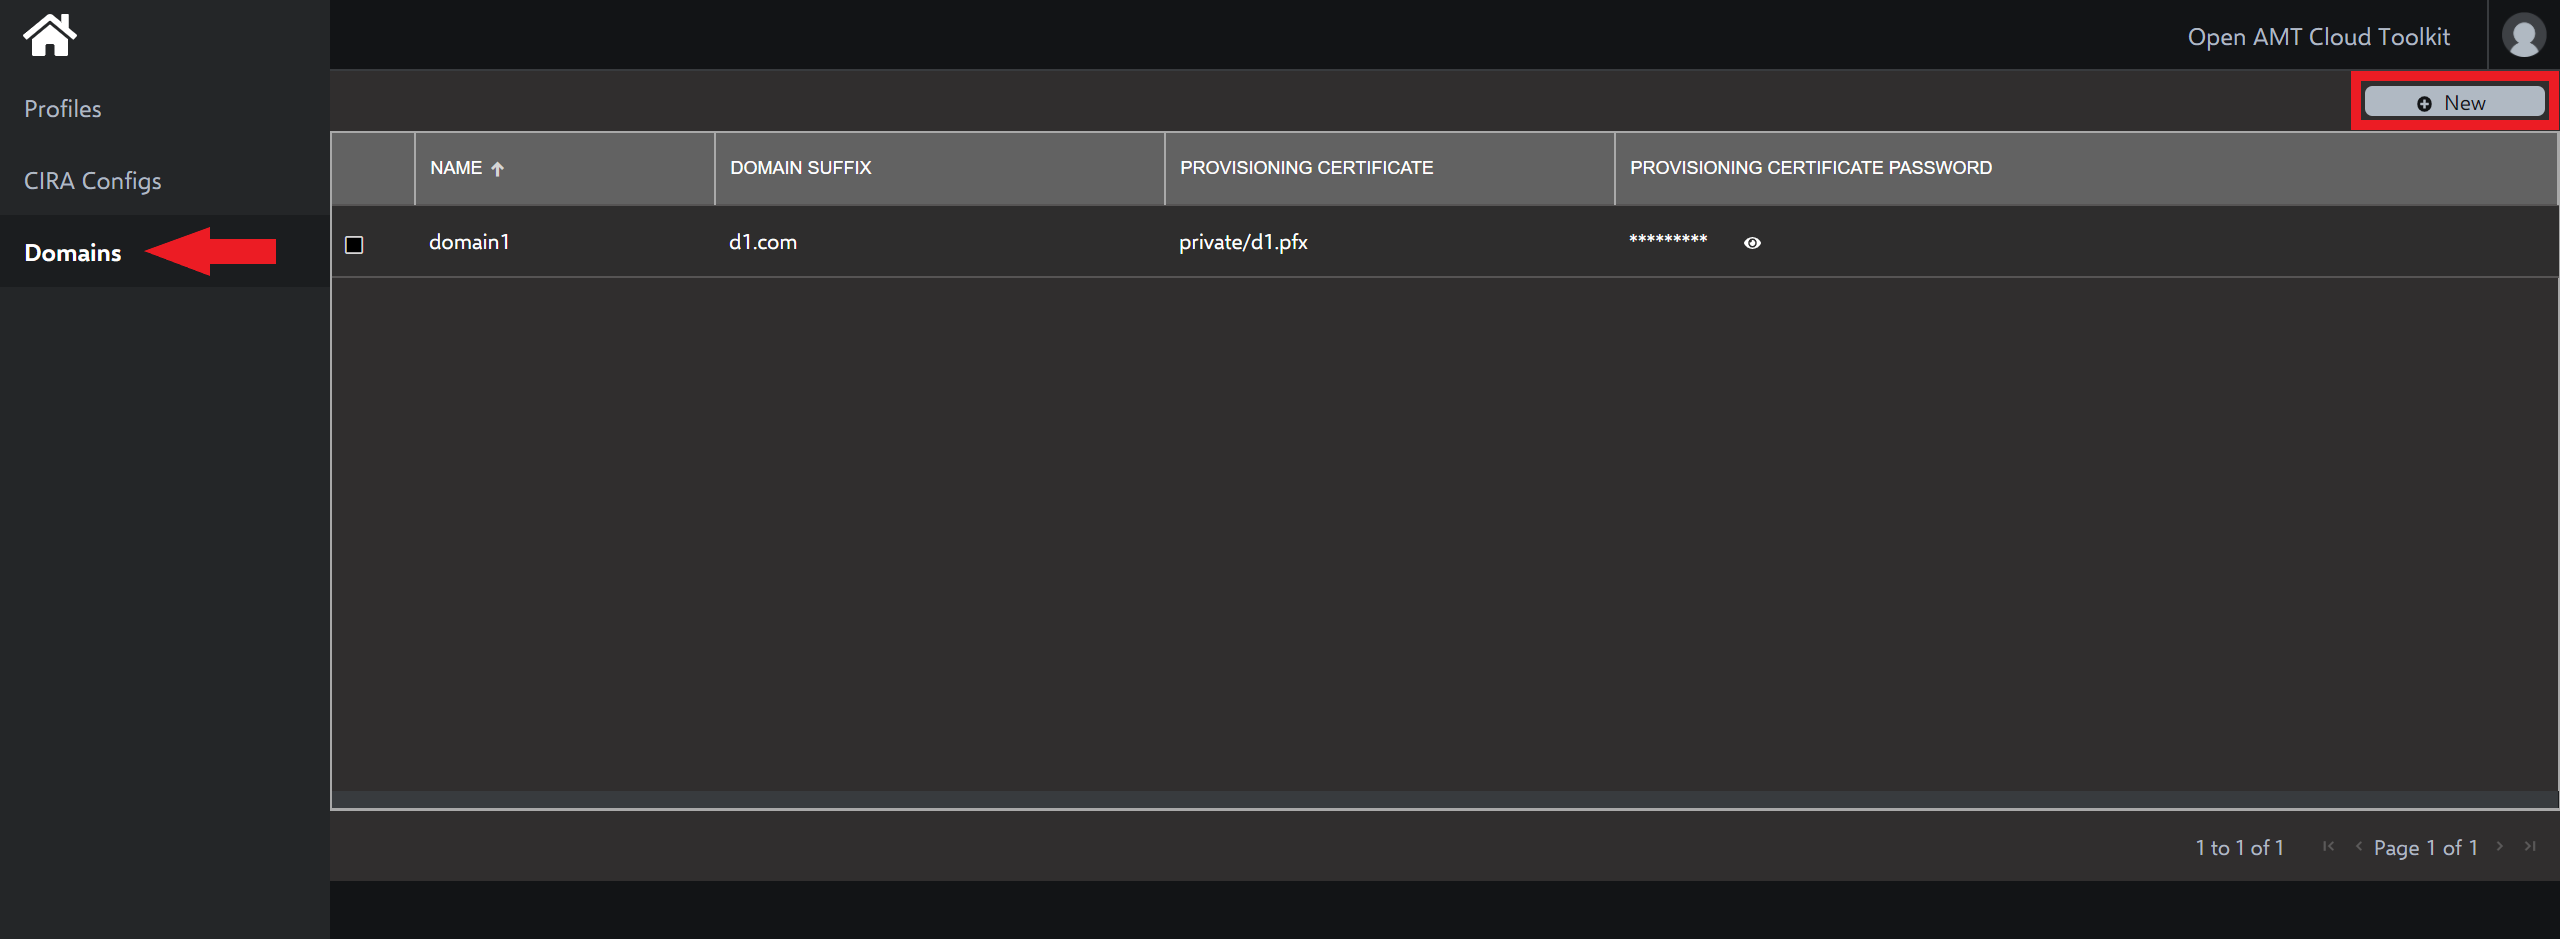 Open AMT Cloud Toolkit
Profiles
CIRA Configs
Domains
New
NAME DOMAIN SUFFIX PROVISIONING CERTIFICATE PROVISIONING CERTIFICATE PASSWORD
domain1 d1.com private/d1.pfx *********
1 to 1 of 1 Page 1 of 1